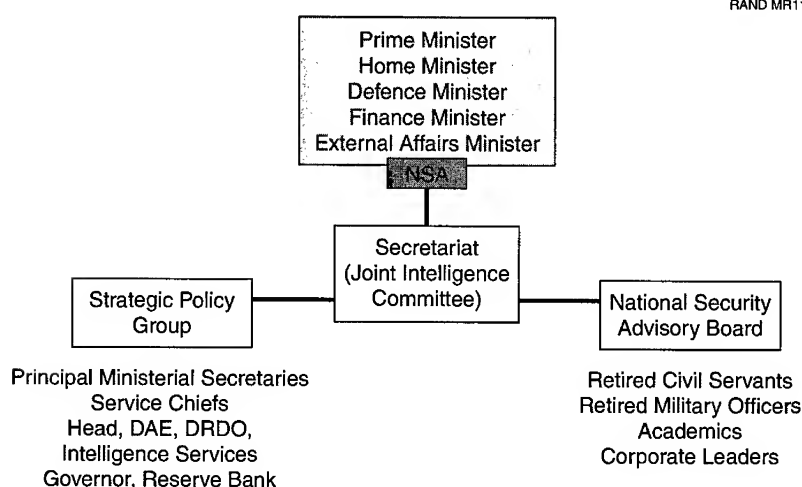 RAND MR11
Prime Minister
Home Minister
Defence Minister
Finance Minister
External Affairs Minister
NSA
Secretariat
(Joint Intelligence
Committee)
Strategic Policy
Group
National Security
Advisory Board
Principal Ministerial Secretaries
Service Chiefs
Head, DAE, DRDO,
Intelligence Services
Governor, Reserve Bank
Retired Civil Servants
Retired Military Officers
Academics
Corporate Leaders